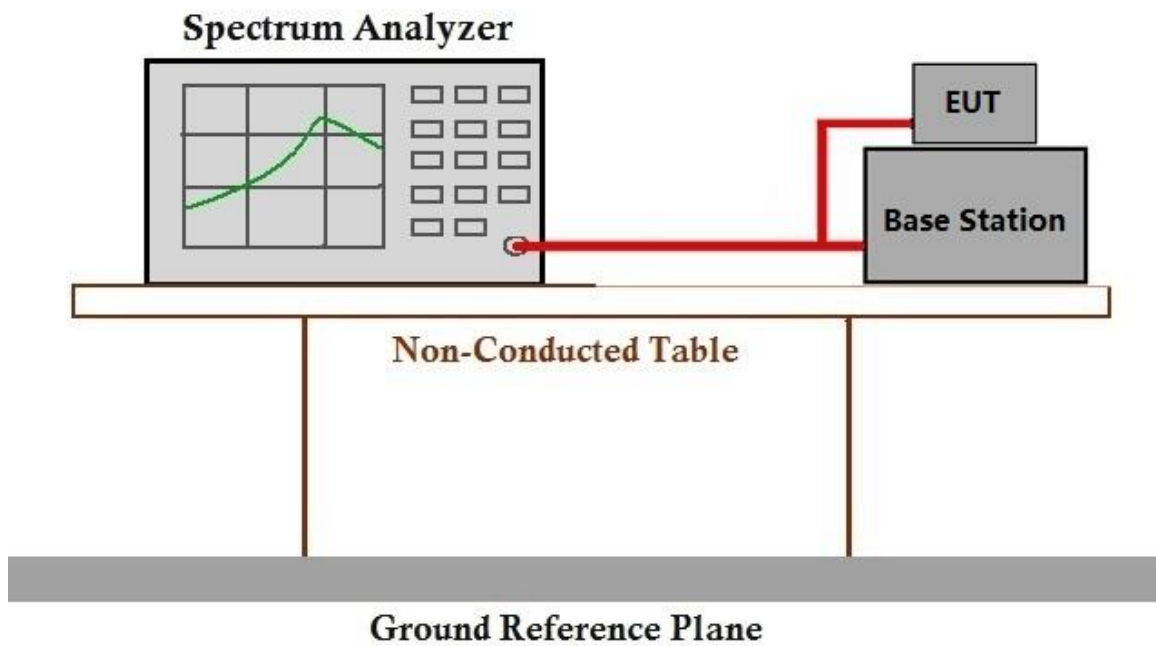 Spectrum Analyzer
EUT
Base Station
Non-Conducted Table
Ground Reference Plane